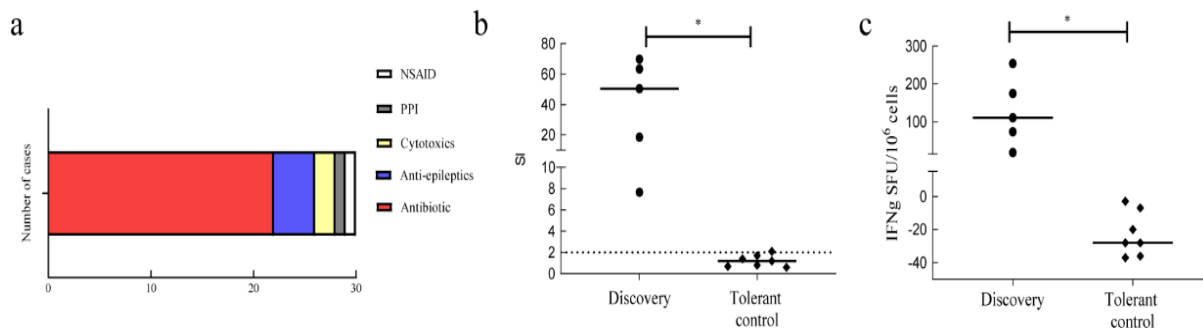 a
Number of cases
0
10
20
30
NSAID
PPI
Cytotoxics
Anti-epileptics
Antibiotic
b
*
SI
80
60
40
20
10
8
6
4
2
0
Discovery
Tolerant
control
c
*
IFNg SFU/10⁶ cells
300
200
100
0
-20
-40
Discovery
Tolerant
control